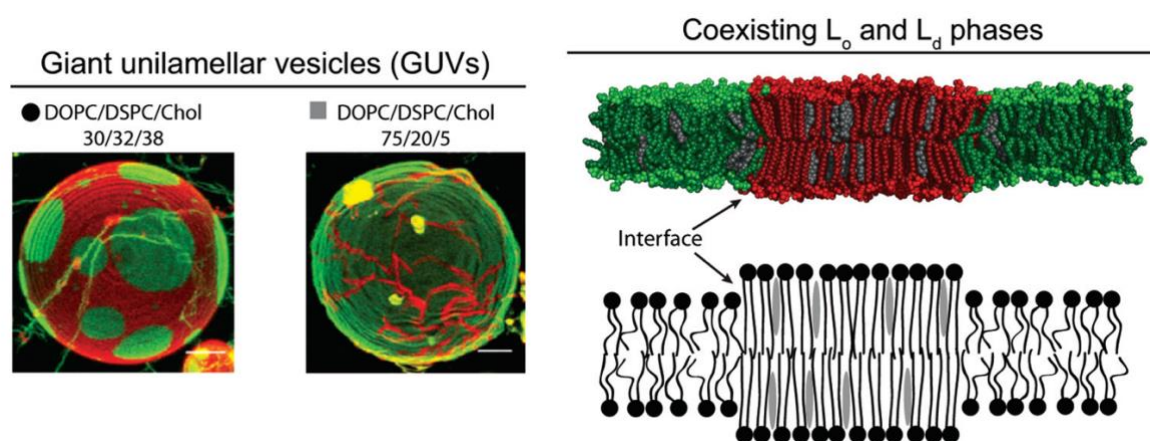 Giant unilamellar vesicles (GUVs)
DOPC/DSPC/Chol
30/32/38
DOPC/DSPC/Chol
75/20/5
Coexisting Lₒ and L_d phases
Interface